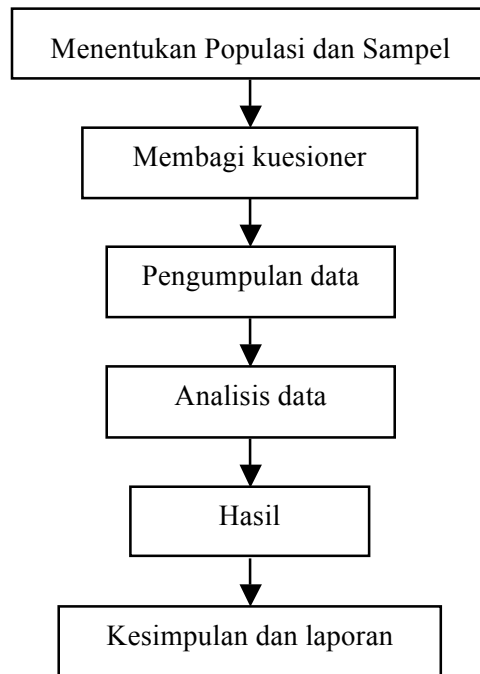 Menentukan Populasi dan Sampel
Membagi kuesioner
Pengumpulan data
Analisis data
Hasil
Kesimpulan dan laporan